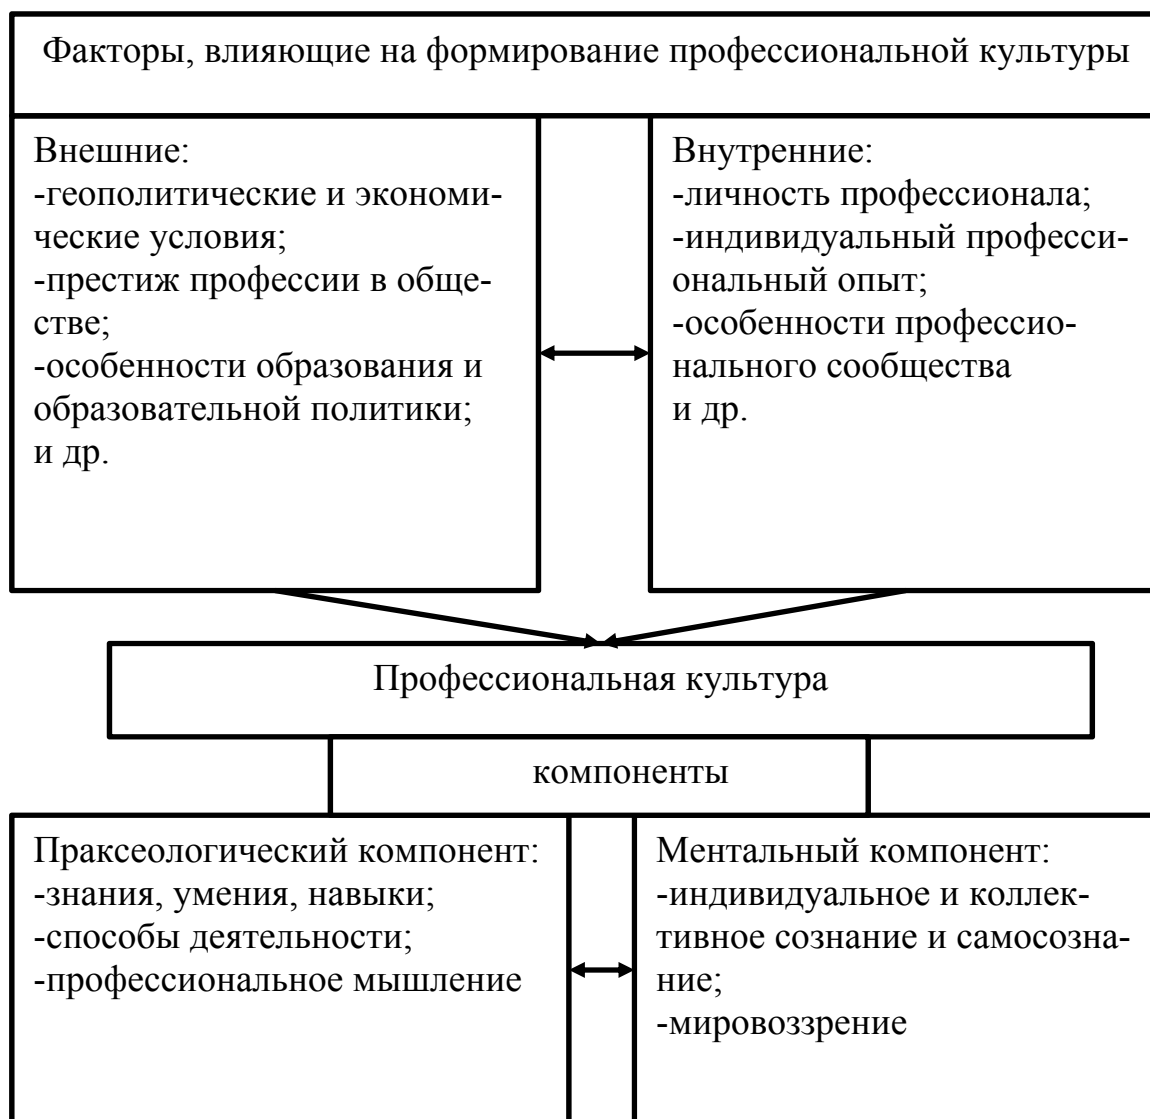 Факторы, влияющие на формирование профессиональной культуры
Внешние:
-геополитические и экономи-
ческие условия;
-престиж профессии в обще-
стве;
-особенности образования и
образовательной политики;
и др.
Внутренние:
-личность профессионала;
-индивидуальный професси-
ональный опыт;
-особенности профессио-
нального сообщества
и др.
Профессиональная культура
компоненты
Праксеологический компонент:
-знания, умения, навыки;
-способы деятельности;
-профессиональное мышление
Ментальный компонент:
-индивидуальное и коллек-
тивное сознание и самосозна-
ние;
-мировоззрение